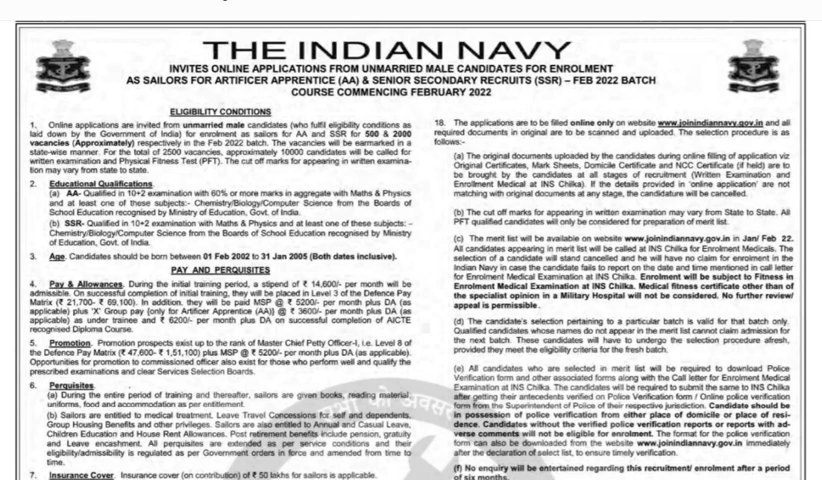 THE INDIAN NAVY
INVITES ONLINE APPLICATIONS FROM UNMARRIED MALE CANDIDATES FOR ENROLMENT
AS SAILORS FOR ARTIFICER APPRENTICE (AA) & SENIOR SECONDARY RECRUITS (SSR) – FEB 2022 BATCH
COURSE COMMENCING FEBRUARY 2022
ELIGIBILITY CONDITIONS
1. Online applications are invited from unmarried male candidates (who fulfil eligibility conditions as
laid down by the Government of India) for enrolment as sailors for AA and SSR for 500 & 2000
vacancies (Approximately) respectively in the Feb 2022 batch. The vacancies will be earmarked in a
state-wise manner. For the total of 2500 vacancies, approximately 10000 candidates will be called for
written examination and Physical Fitness Test (PFT). The cut off marks for appearing in written examina-
tion may vary from state to state.
2. Educational Qualifications.
(a) AA- Qualified in 10+2 examination with 60% or more marks in aggregate with Maths & Physics
and at least one of these subjects:- Chemistry/Biology/Computer Science from the Boards of
School Education recognised by Ministry of Education, Govt. of India.
(b) SSR- Qualified in 10+2 examination with Maths & Physics and at least one of these subjects: –
Chemistry/Biology/Computer Science from the Boards of School Education recognised by Ministry
of Education, Govt. of India.
3. Age. Candidates should be born between 01 Feb 2002 to 31 Jan 2005 (Both dates inclusive).
PAY AND PERQUISITES
4. Pay & Allowances. During the initial training period, a stipend of ₹ 14,600/- per month will be
admissible. On successful completion of initial training, they will be placed in Level 3 of the Defence Pay
Matrix (₹ 21,700- ₹ 69,100). In addition, they will be paid MSP @ ₹ 5200/- per month plus DA (as
applicable) plus 'X' Group pay {only for Artificer Apprentice (AA)} @ ₹ 3600/- per month plus DA (as
applicable) as under trainee and ₹ 6200/- per month plus DA on successful completion of AICTE
recognised Diploma Course.
5. Promotion. Promotion prospects exist up to the rank of Master Chief Petty Officer-I, i.e. Level 8 of
the Defence Pay Matrix (₹ 47,600- ₹ 1,51,100) plus MSP @ ₹ 5200/- per month plus DA (as applicable).
Opportunities for promotion to commissioned officer also exist for those who perform well and qualify the
prescribed examinations and clear Services Selection Boards.
6. Perquisites.
(a) During the entire period of training and thereafter, sailors are given books, reading material,
uniforms, food and accommodation as per entitlement.
(b) Sailors are entitled to medical treatment, Leave Travel Concessions for self and dependents,
Group Housing Benefits and other privileges. Sailors are also entitled to Annual and Casual Leave,
Children Education and House Rent Allowances. Post retirement benefits include pension, gratuity
and Leave encashment. All perquisites are extended as per service conditions and their
eligibility/admissibility is regulated as per Government orders in force and amended from time to
time.
7. Insurance Cover. Insurance cover (on contribution) of ₹ 50 lakhs for sailors is applicable.
18. The applications are to be filled online only on website www.joinindiannavy.gov.in and all
required documents in original are to be scanned and uploaded. The selection procedure is as
follows:-
(a) The original documents uploaded by the candidates during online filling of application viz
Original Certificates, Mark Sheets, Domicile Certificate and NCC Certificate (if held) are to
be brought by the candidates at all stages of recruitment (Written Examination and
Enrollment Medical at INS Chilka). If the details provided in 'online application' are not
matching with original documents at any stage, the candidature will be cancelled.
(b) The cut off marks for appearing in written examination may vary from State to State. All
PFT qualified candidates will only be considered for preparation of merit list.
(c) The merit list will be available on website www.joinindiannavy.gov.in in Jan/ Feb 22.
All candidates appearing in merit list will be called at INS Chilka for Enrolment Medicals. The
selection of a candidate will stand cancelled and he will have no claim for enrolment in the
Indian Navy in case the candidate fails to report on the date and time mentioned in call letter
for Enrolment Medical Examination at INS Chilka. Enrolment will be subject to Fitness in
Enrolment Medical Examination at INS Chilka. Medical fitness certificate other than of
the specialist opinion in a Military Hospital will not be considered. No further review/
appeal is permissible.
(d) The candidate's selection pertaining to a particular batch is valid for that batch only.
Qualified candidates whose names do not appear in the merit list cannot claim admission for
the next batch. These candidates will have to undergo the selection procedure afresh,
provided they meet the eligibility criteria for the fresh batch.
(e) All candidates who are selected in merit list will be required to download Police
Verification form and other associated forms along with the Call letter for Enrolment Medical
Examination at INS Chilka. The candidates will be required to submit the same to INS Chilka
after getting their antecedents verified on Police Verification form / Online police verification
form from the Superintendent of Police of their respective jurisdiction. Candidate should be
in possession of police verification from either place of domicile or place of resi-
dence. Candidates without the verified police verification reports or reports with ad-
verse comments will not be eligible for enrolment. The format for the police verification
form can also be downloaded from the website www.joinindiannavy.gov.in immediately
after the declaration of select list, to ensure timely verification.
(f) No enquiry will be entertained regarding this recruitment/ enrolment after a period
of six months.